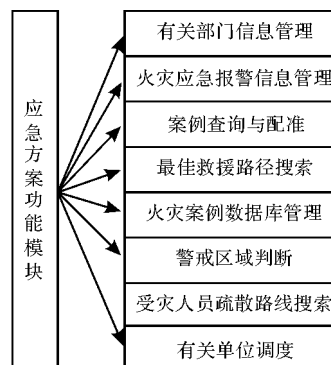 应急方案功能模块
有关部门信息管理
火灾应急报警信息管理
案例查询与配准
最佳救援路径搜索
火灾案例数据库管理
警戒区域判断
受灾人员疏散路线搜索
有关单位调度